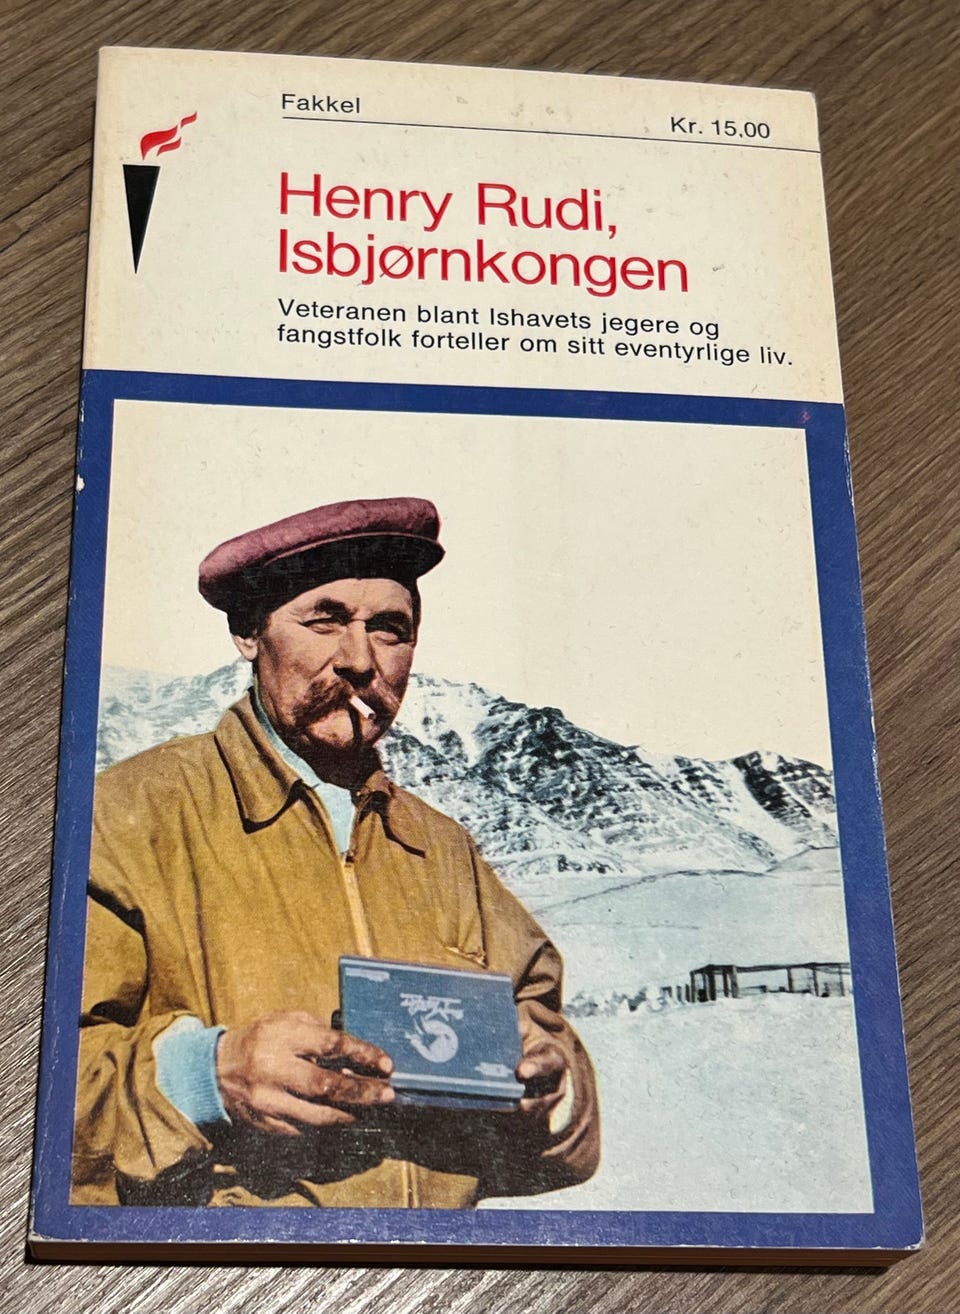 Fakkel
Kr. 15,00
Henry Rudi,
Isbjørnkongen
Veteranen blant Ishavets jegere og
fangstfolk forteller om sitt eventyrlige liv.